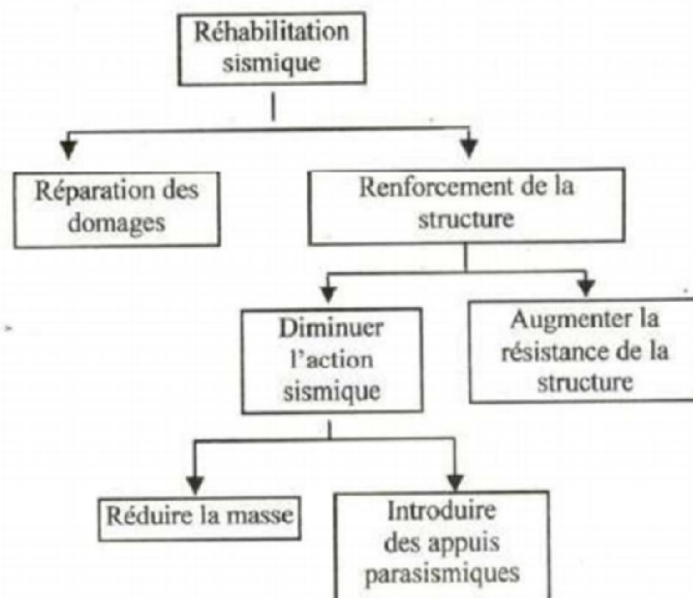 Réhabilitation
sismique
Réparation des
domages
Renforcement de la
structure
Diminuer
l'action
sismique
Augmenter la
résistance de la
structure
Réduire la masse
Introduire
des appuis
parasismiques